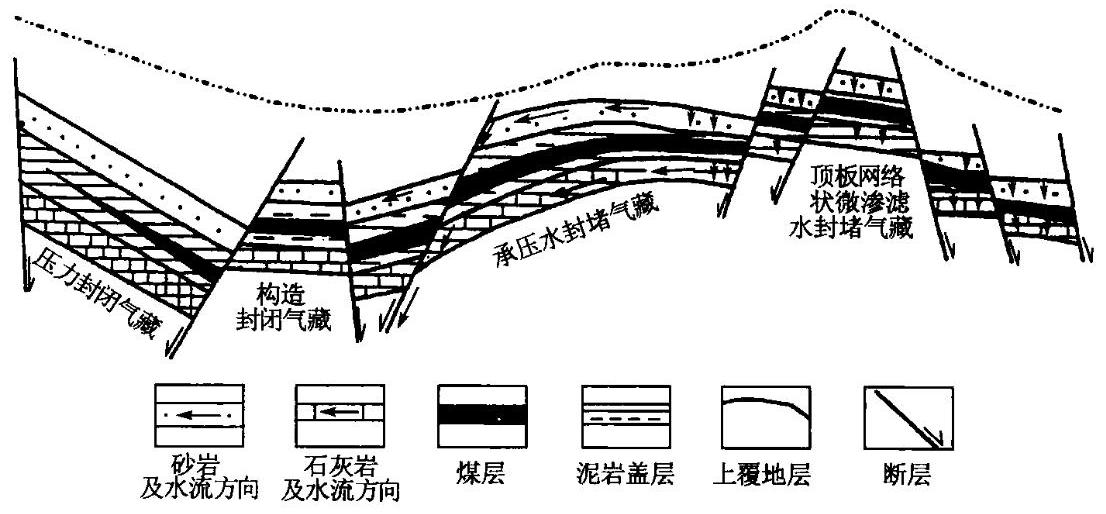 压力封闭气藏
构造
封闭气藏
承压水封堵气藏
顶板网络
状微渗滤
水封堵气藏
砂岩
及水流方向
石灰岩
及水流方向
煤层
泥岩盖层
上覆地层
断层